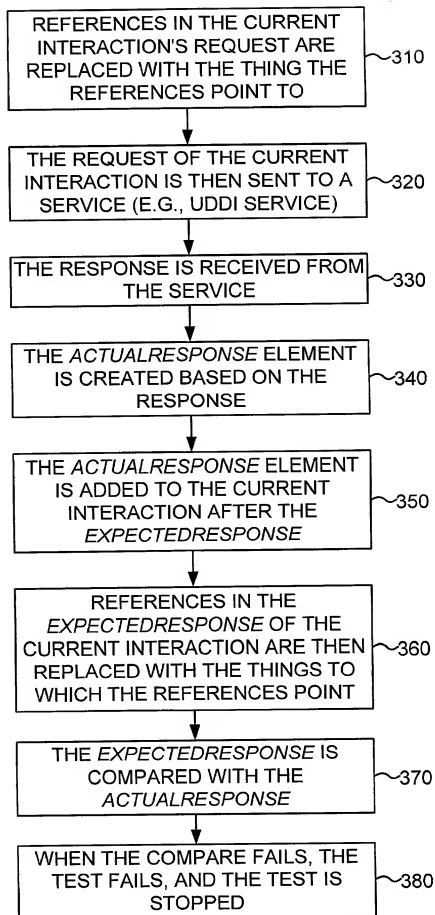 REFERENCES IN THE CURRENT
INTERACTION'S REQUEST ARE
REPLACED WITH THE THING THE
REFERENCES POINT TO
310
THE REQUEST OF THE CURRENT
INTERACTION IS THEN SENT TO A
SERVICE (E.G., UDDI SERVICE)
320
THE RESPONSE IS RECEIVED FROM
THE SERVICE
330
THE ACTUALRESPONSE ELEMENT
IS CREATED BASED ON THE
RESPONSE
340
THE ACTUALRESPONSE ELEMENT
IS ADDED TO THE CURRENT
INTERACTION AFTER THE
EXPECTEDRESPONSE
350
REFERENCES IN THE
EXPECTEDRESPONSE OF THE
CURRENT INTERACTION ARE THEN
REPLACED WITH THE THINGS TO
WHICH THE REFERENCES POINT
360
THE EXPECTEDRESPONSE IS
COMPARED WITH THE
ACTUALRESPONSE
370
WHEN THE COMPARE FAILS, THE
TEST FAILS, AND THE TEST IS
STOPPED
380